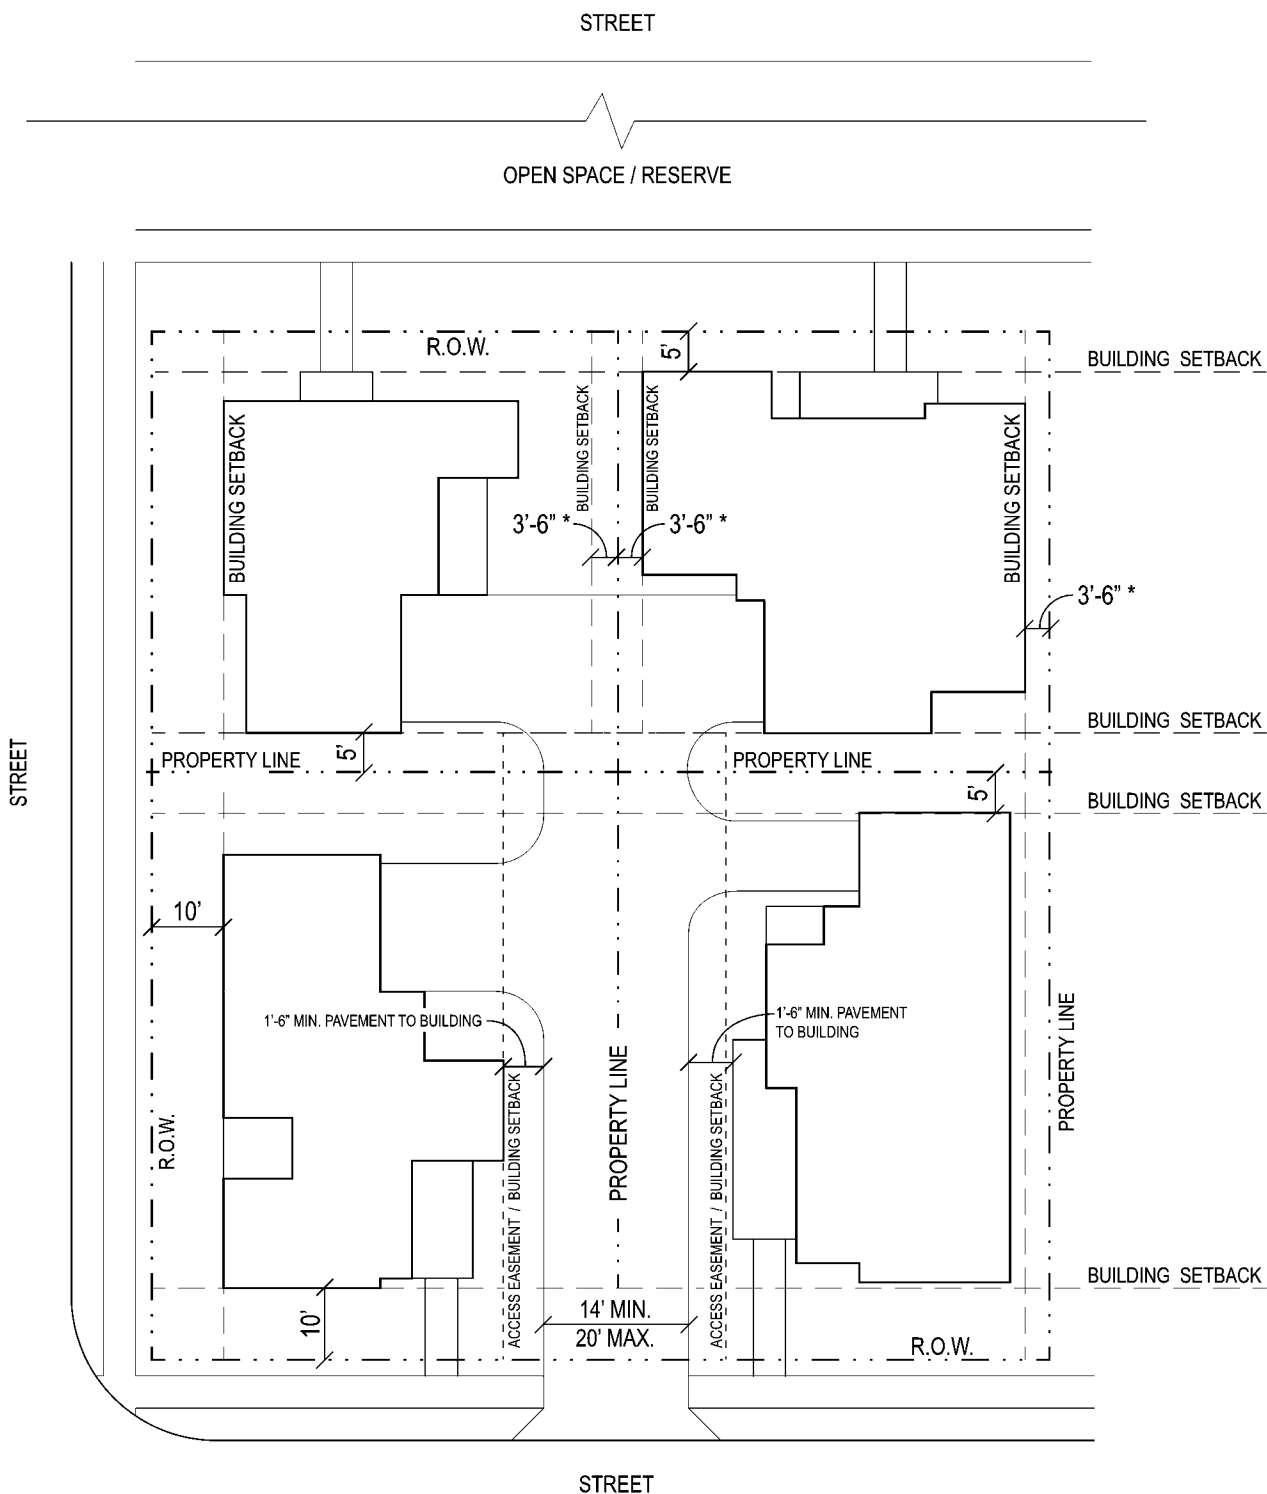 STREET
OPEN SPACE / RESERVE
R.O.W.
5'
BUILDING SETBACK
BUILDING SETBACK
BUILDING SETBACK
BUILDING SETBACK
BUILDING SETBACK
3'-6" *
3'-6" *
3'-6" *
BUILDING SETBACK
PROPERTY LINE
5'
PROPERTY LINE
STREET
5'
BUILDING SETBACK
10'
1'-6" MIN. PAVEMENT TO BUILDING
1'-6" MIN. PAVEMENT
TO BUILDING
PROPERTY LINE
PROPERTY LINE
R.O.W.
ACCESS EASEMENT / BUILDING SETBACK
ACCESS EASEMENT / BUILDING SETBACK
BUILDING SETBACK
10'
14' MIN.
20' MAX.
R.O.W.
STREET